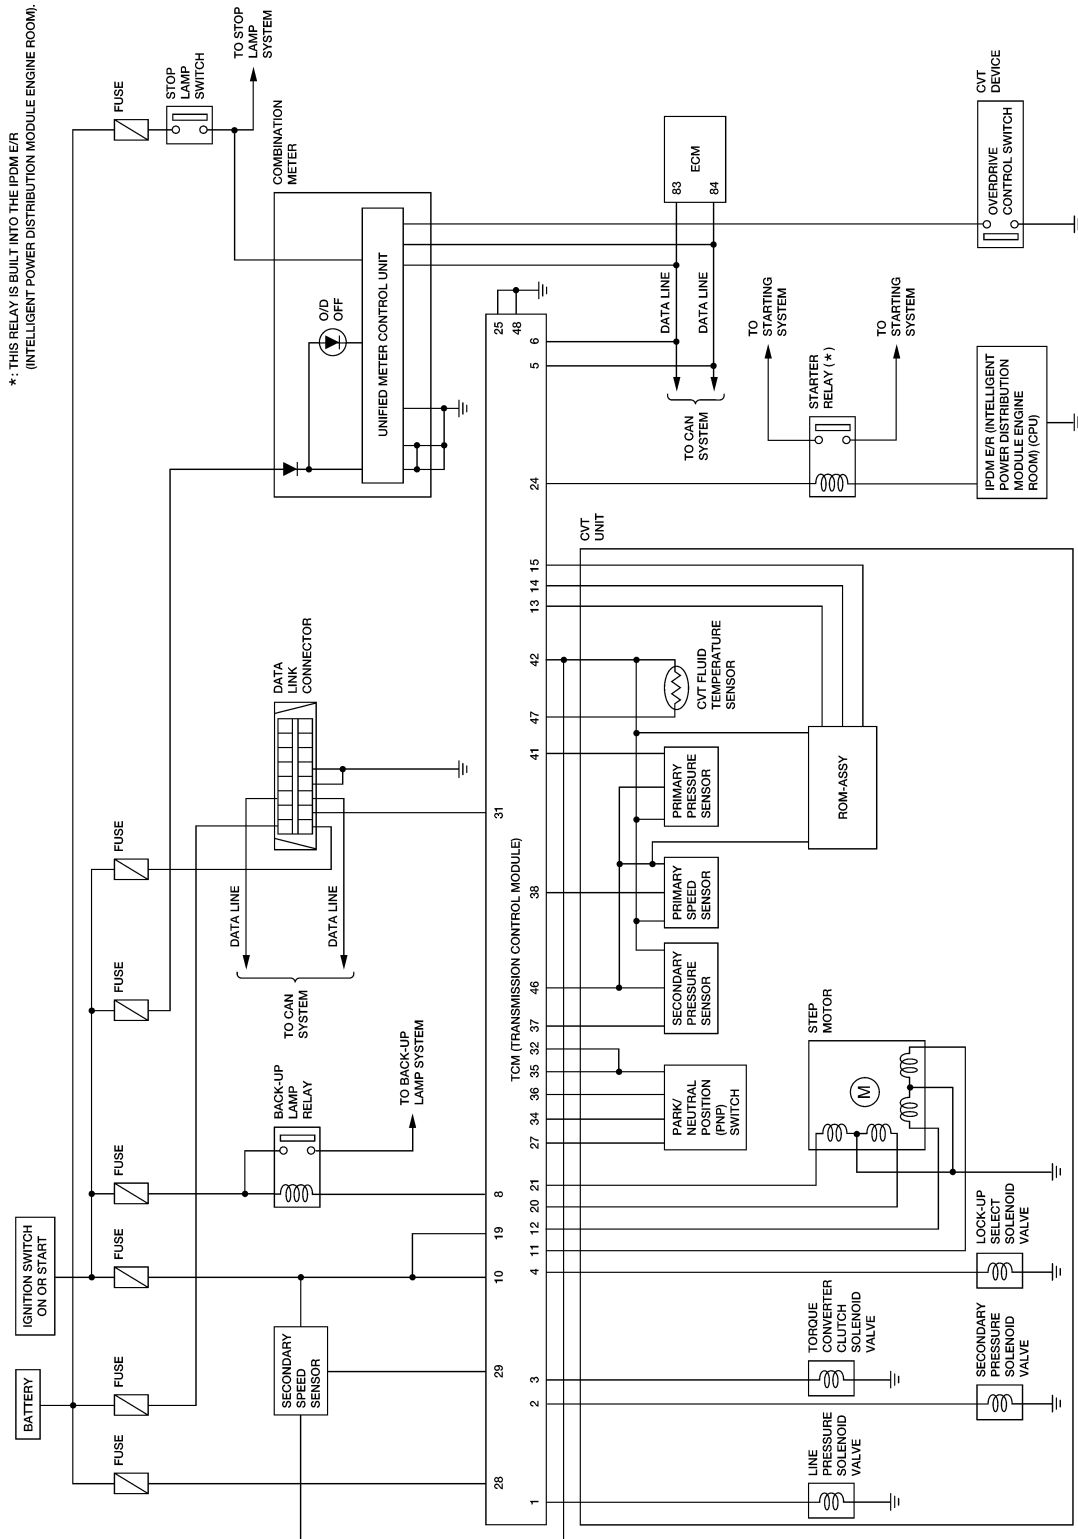 *: THIS RELAY IS BUILT INTO THE IPDM E/R
(INTELLIGENT POWER DISTRIBUTION MODULE ENGINE ROOM).
BATTERY
IGNITION SWITCH
ON OR START
FUSE
FUSE
FUSE
FUSE
FUSE
FUSE
FUSE
STOP
LAMP
SWITCH
TO STOP
LAMP
SYSTEM
SECONDARY
SPEED
SENSOR
BACK-UP
LAMP
RELAY
TO BACK-UP
LAMP SYSTEM
DATA
LINK
CONNECTOR
DATA LINE
DATA LINE
TO CAN
SYSTEM
COMBINATION
METER
O/D
OFF
UNIFIED METER CONTROL UNIT
28
29
10
19
8
31
25
48
TCM (TRANSMISSION CONTROL MODULE)
1
2
3
4
11
12
20
21
27
34
36
35
32
37
46
38
41
47
42
13
14
15
24
5
6
CVT
UNIT
PARK/
NEUTRAL
POSITION
(PNP)
SWITCH
SECONDARY
PRESSURE
SENSOR
PRIMARY
SPEED
SENSOR
PRIMARY
PRESSURE
SENSOR
CVT FLUID
TEMPERATURE
SENSOR
TO CAN
SYSTEM
DATA LINE
DATA LINE
ECM
83
84
LINE
PRESSURE
SOLENOID
VALVE
TORQUE
CONVERTER
CLUTCH
SOLENOID
VALVE
STEP
MOTOR
M
ROM-ASSY
STARTER
RELAY (*)
TO
STARTING
SYSTEM
TO
STARTING
SYSTEM
SECONDARY
PRESSURE
SOLENOID
VALVE
LOCK-UP
SELECT
SOLENOID
VALVE
IPDM E/R (INTELLIGENT
POWER DISTRIBUTION
MODULE ENGINE
ROOM) (CPU)
OVERDRIVE
CONTROL SWITCH
CVT
DEVICE